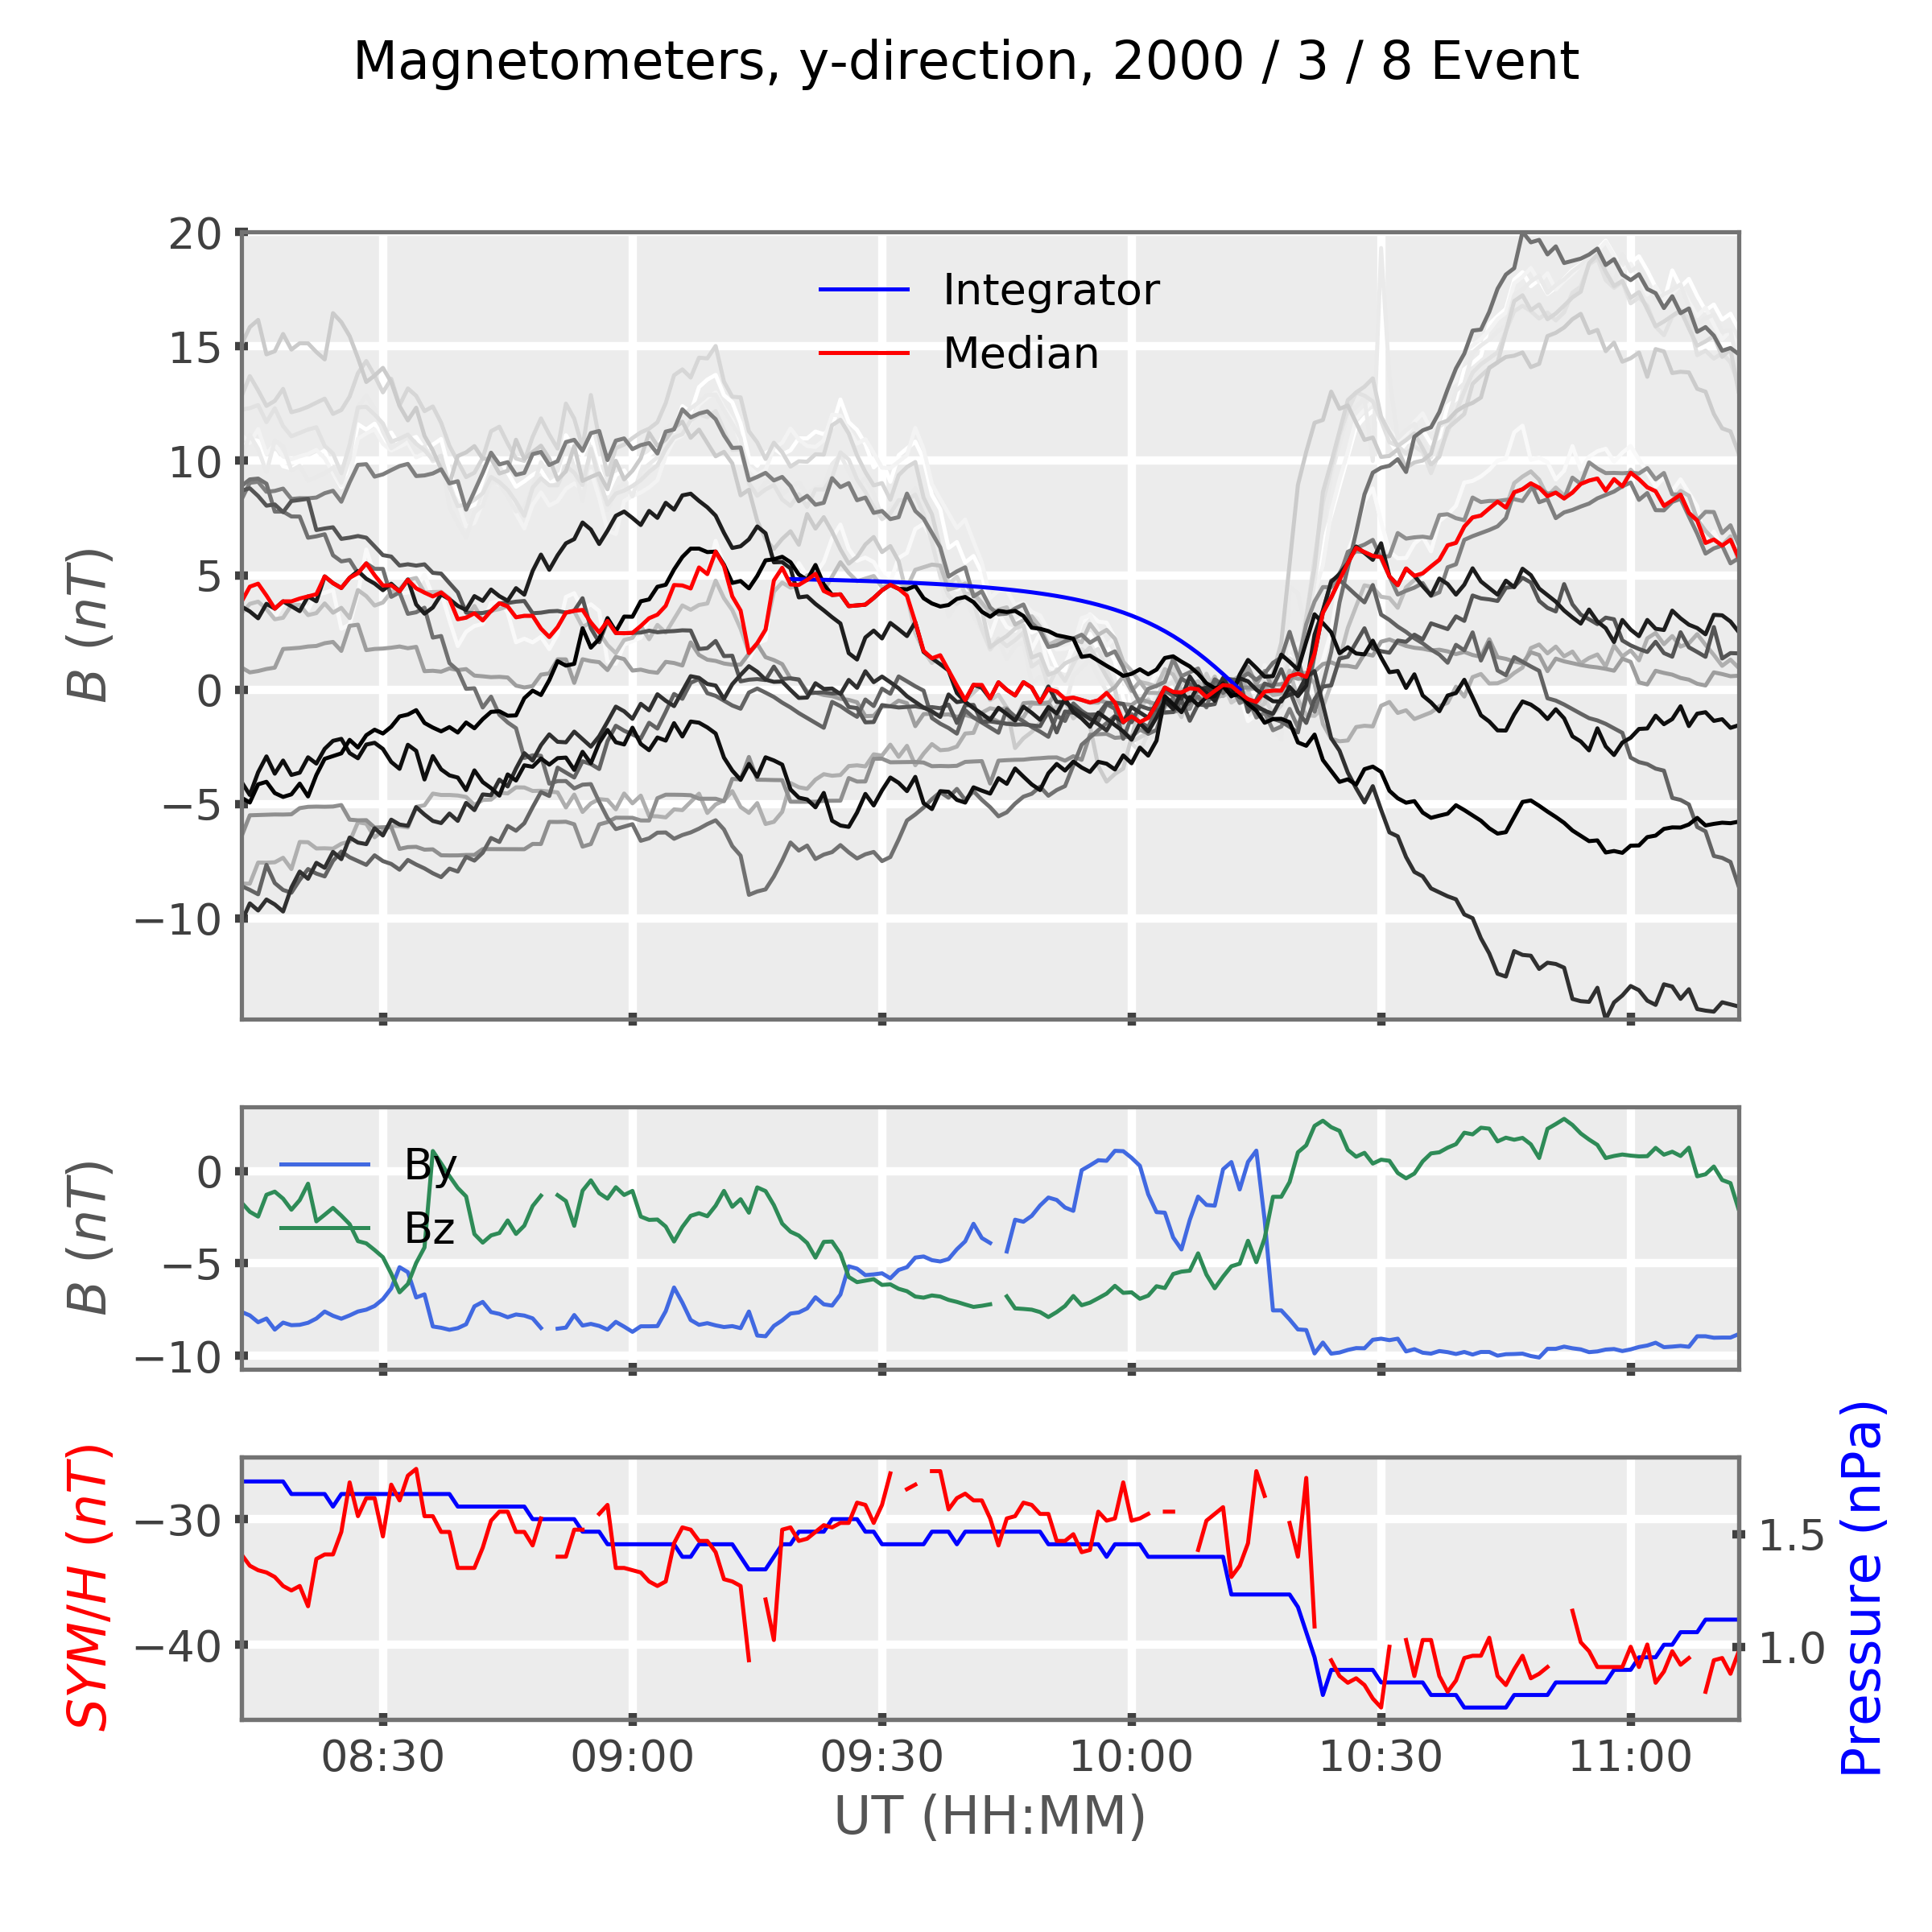 Magnetometers, y-direction, 2000 / 3 / 8 Event
20
15
10
5
0
−5
−10
B (nT)
Integrator
Median
0
−5
−10
B (nT)
By
Bz
−30
−40
SYM/H (nT)
1.5
1.0
Pressure (nPa)
08:30 09:00 09:30 10:00 10:30 11:00
UT (HH:MM)